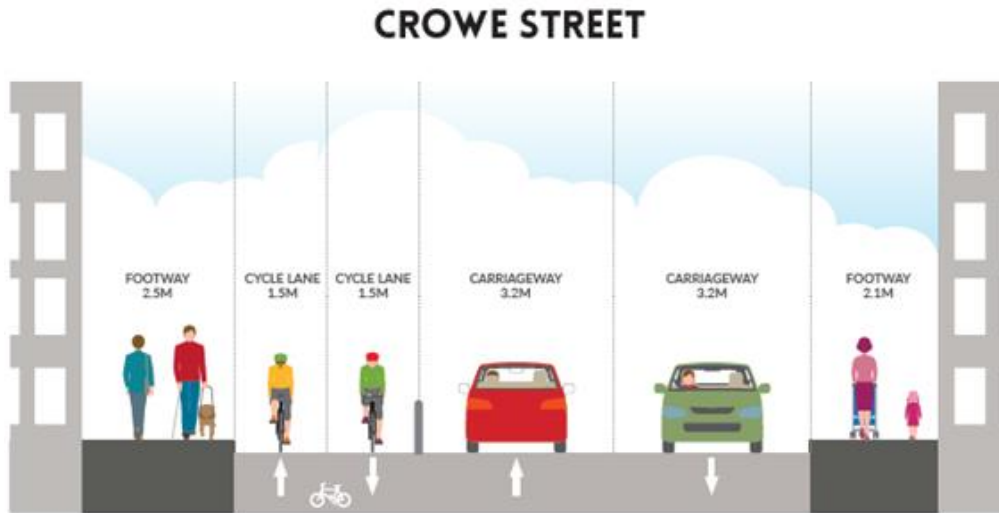 CROWE STREET
FOOTWAY
2.5M
CYCLE LANE
1.5M
CYCLE LANE
1.5M
CARRIAGEWAY
3.2M
CARRIAGEWAY
3.2M
FOOTWAY
2.1M